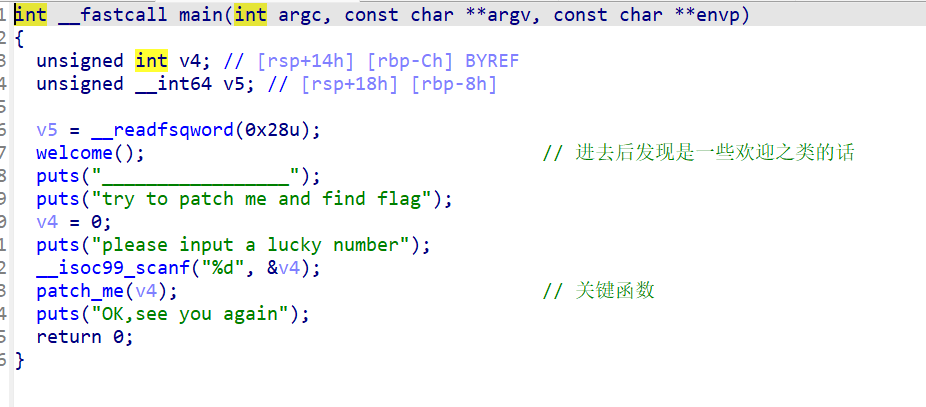 1 int __fastcall main(int argc, const char **argv, const char **envp)
2 {
3 unsigned int v4; // [rsp+14h] [rbp-Ch] BYREF
4 unsigned __int64 v5; // [rsp+18h] [rbp-8h]
5
6 v5 = __readfsqword(0x28u);
7 welcome(); // 进去后发现是一些欢迎之类的话
8 puts("_________________");
9 puts("try to patch me and find flag");
0 v4 = 0;
1 puts("please input a lucky number");
2 __isoc99_scanf("%d", &v4);
3 patch_me(v4); // 关键函数
4 puts("OK,see you again");
5 return 0;
6 }